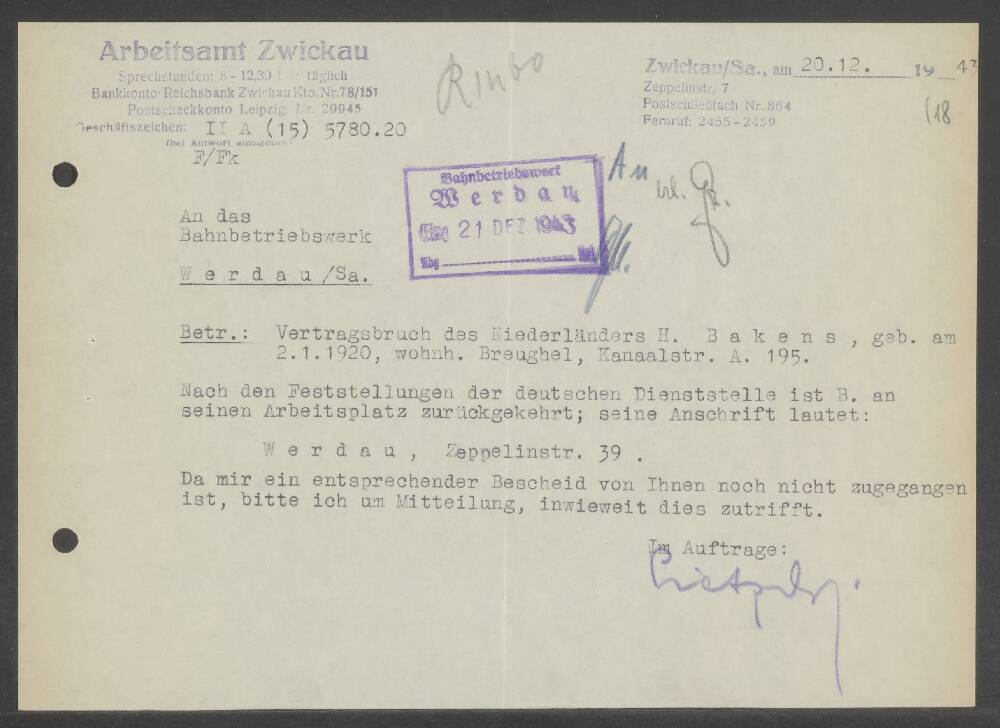 Arbeitsamt Zwickau
Sprechstunden: 8 - 12,30 täglich
Bankkonto: Reichsbank Zwickau Kto. Nr. 78/151
Postscheckkonto Leipzig: Nr. 29945
Geschäftszeichen: II A (15) 5780.20
(bei Antwort anzugeben)
F/Fk
Zwickau/Sa., am 20.12. 19 43
Zeppelinstr. 7
Postschließfach Nr. 864
Fernruf: 2455 - 2459
(18
Bahnbetriebswerk
Werdau
21 DEZ 1943
An
An das
Bahnbetriebswerk
W e r d a u /Sa.
Betr.: Vertragsbruch des Niederländers H. B a k e n s , geb. am
2.1.1920, wohnh. Breughel, Kanaalstr. A. 195.
Nach den Feststellungen der deutschen Dienststelle ist B. an
seinen Arbeitsplatz zurückgekehrt; seine Anschrift lautet:
W e r d a u , Zeppelinstr. 39 .
Da mir ein entsprechender Bescheid von Ihnen noch nicht zugegangen
ist, bitte ich um Mitteilung, inwieweit dies zutrifft.
Im Auftrage: